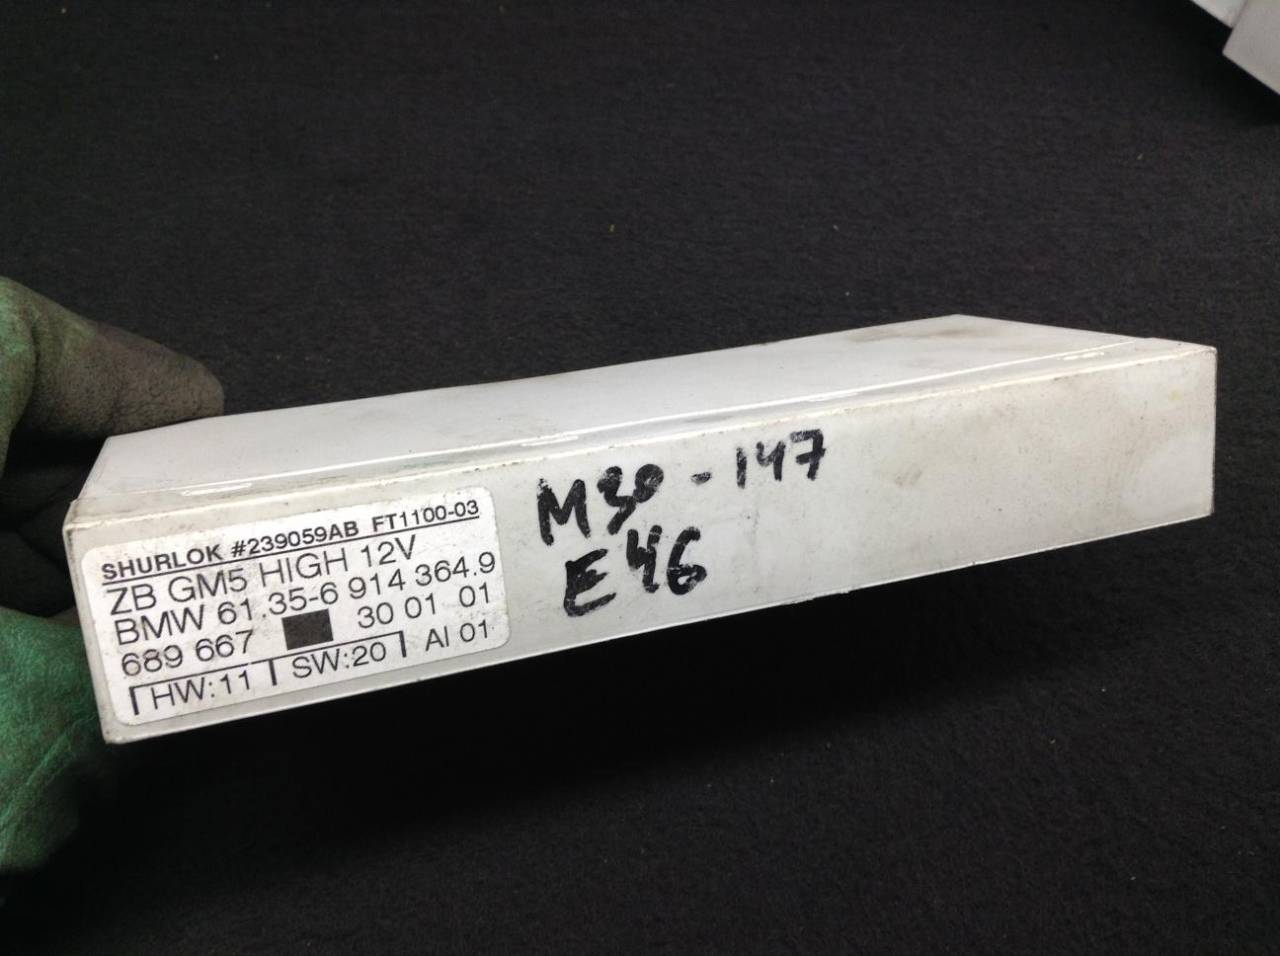 SHURLOK #239059AB FT1100-03
ZB GM5 HIGH 12V
BMW 61.35-6 914 364.9
689 667 30 01 01
HW:11 SW:20 AI 01
M30-147
E46